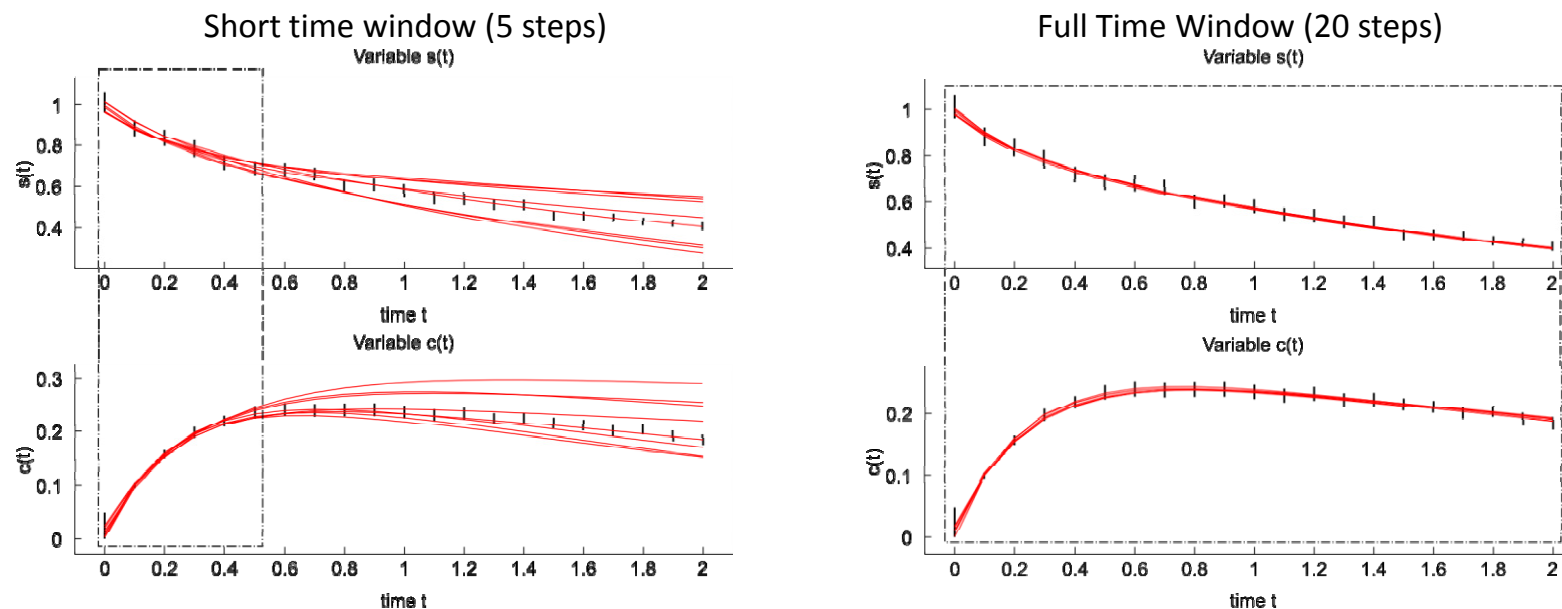 Short time window (5 steps)
Variable s(t)
1
0.8
0.6
0.4
s(t)
0 0.2 0.4 0.6 0.8 1 1.2 1.4 1.6 1.8 2
time t
Variable c(t)
0.3
0.2
0.1
0
c(t)
0 0.2 0.4 0.6 0.8 1 1.2 1.4 1.6 1.8 2
time t
Full Time Window (20 steps)
Variable s(t)
1
0.8
0.6
0.4
s(t)
0 0.2 0.4 0.6 0.8 1 1.2 1.4 1.6 1.8 2
time t
Variable c(t)
0.2
0.1
0
c(t)
0 0.2 0.4 0.6 0.8 1 1.2 1.4 1.6 1.8 2
time t